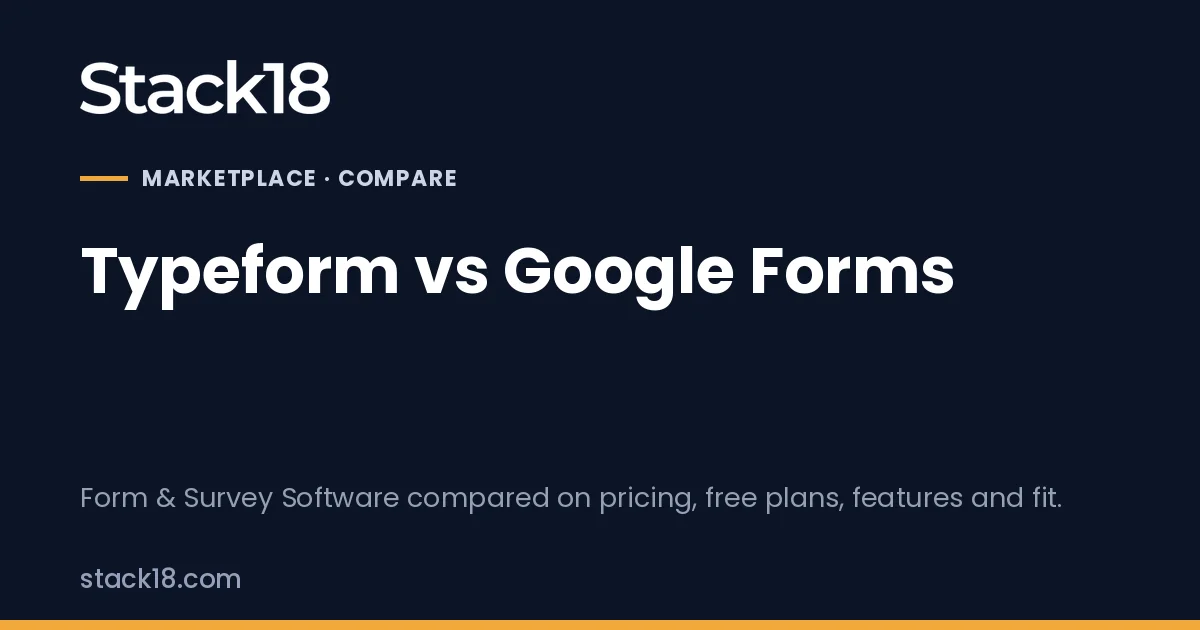 Stack18
MARKETPLACE · COMPARE
Typeform vs Google Forms
Form & Survey Software compared on pricing, free plans, features and fit.
stack18.com